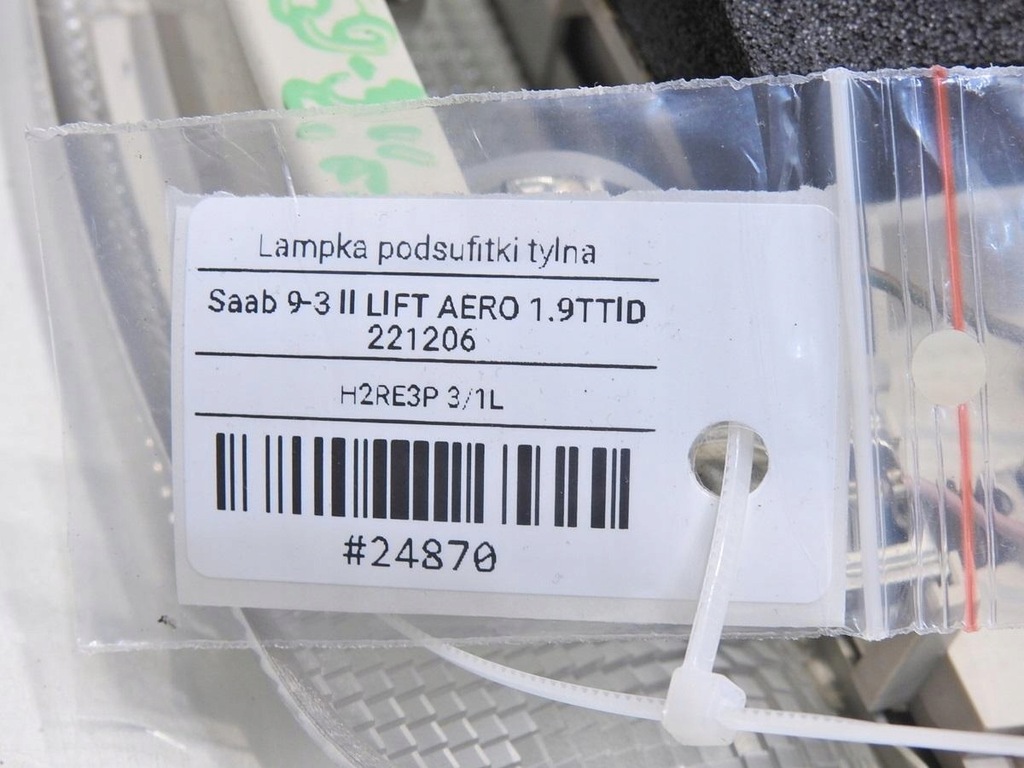 Lampka podsufitki tylna
Saab 9-3 II LIFT AERO 1.9TTID
221206
H2RE3P 3/1L
#24870